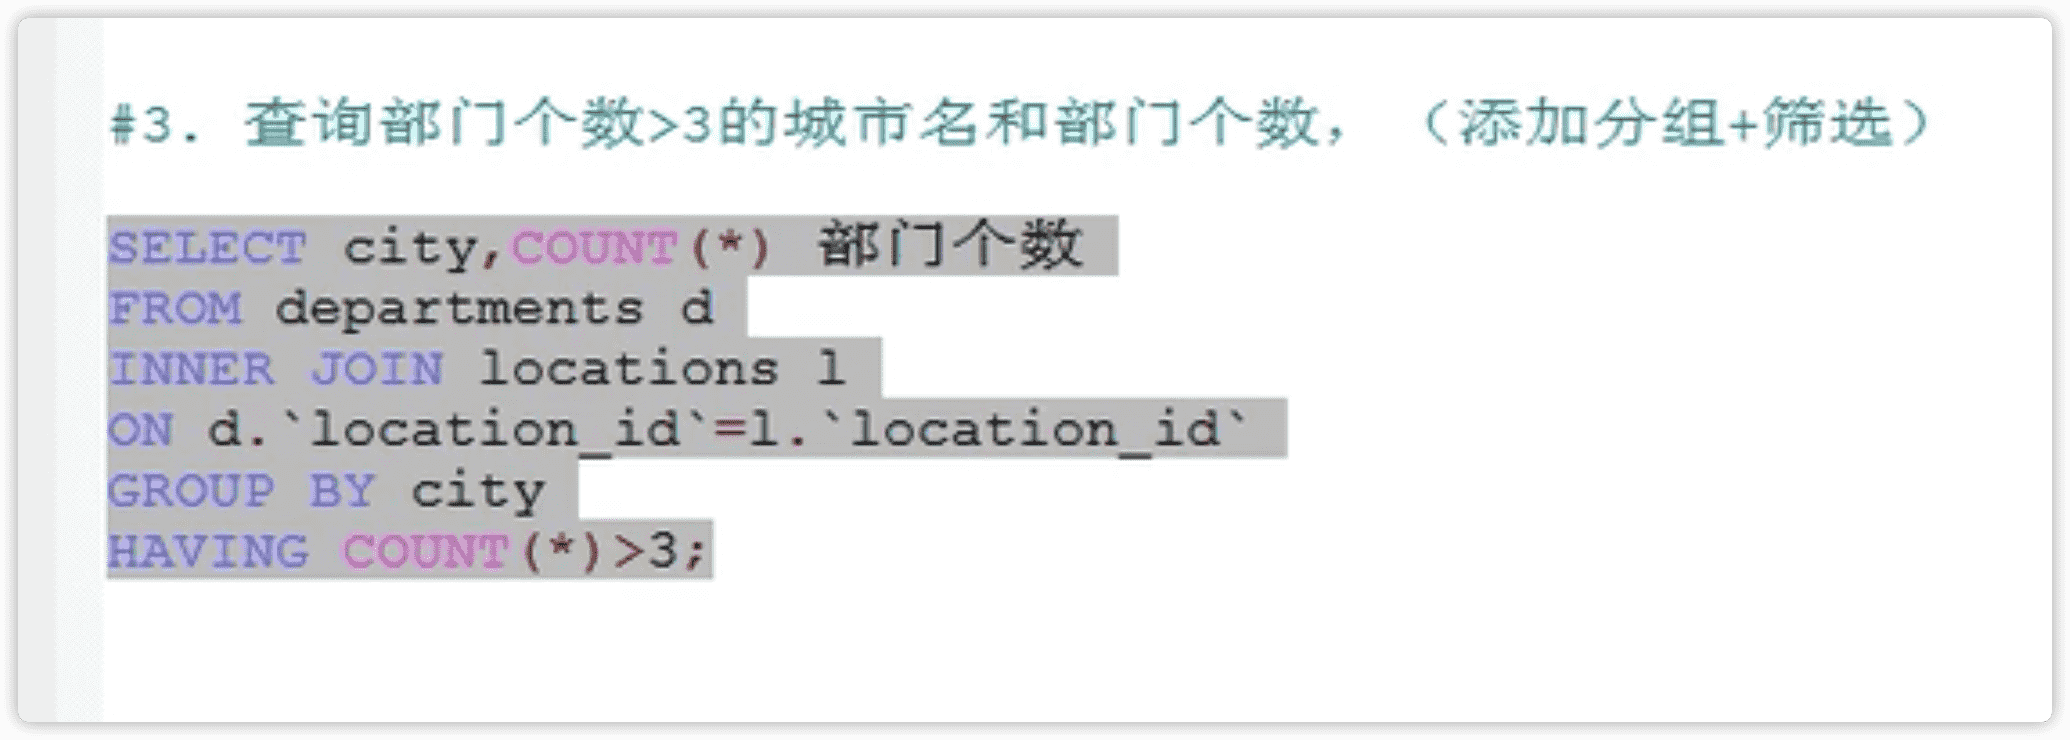 #3. 查询部门个数>3的城市名和部门个数，（添加分组+筛选）
SELECT city,COUNT(*) 部门个数
FROM departments d
INNER JOIN locations l
ON d.`location_id`=l.`location_id`
GROUP BY city
HAVING COUNT(*)>3;